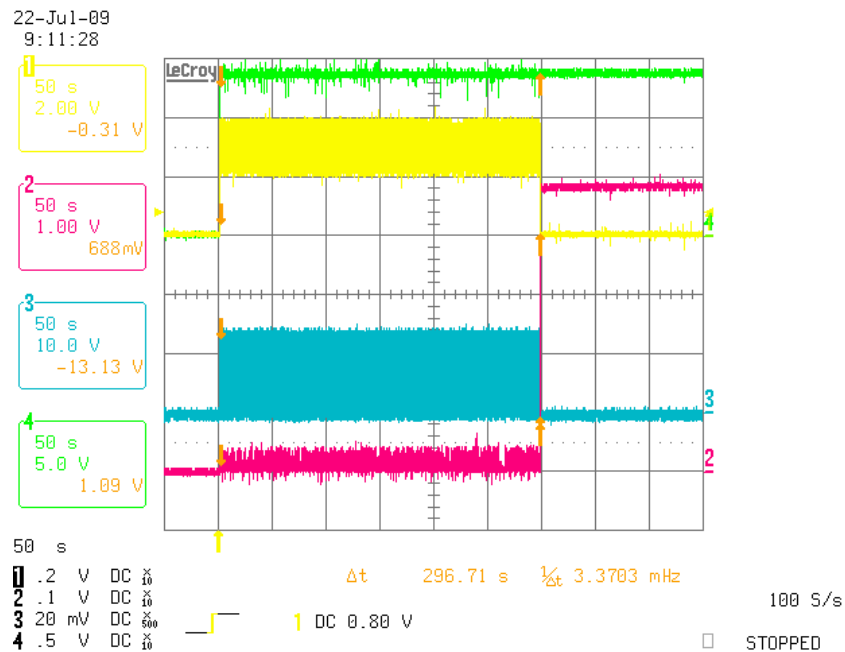 22-Jul-09
9:11:28
LeCroy
1
50 s
2.00 V
-0.31 V
2
50 s
1.00 V
688mV
3
50 s
10.0 V
-13.13 V
4
50 s
5.0 V
1.09 V
4
3
2
50 s
1 .2 V DC X10
2 .1 V DC X10
3 20 mV DC X500
4 .5 V DC X10
Δt 296.71 s 1/Δt 3.3703 mHz
1 DC 0.80 V
100 S/s
STOPPED